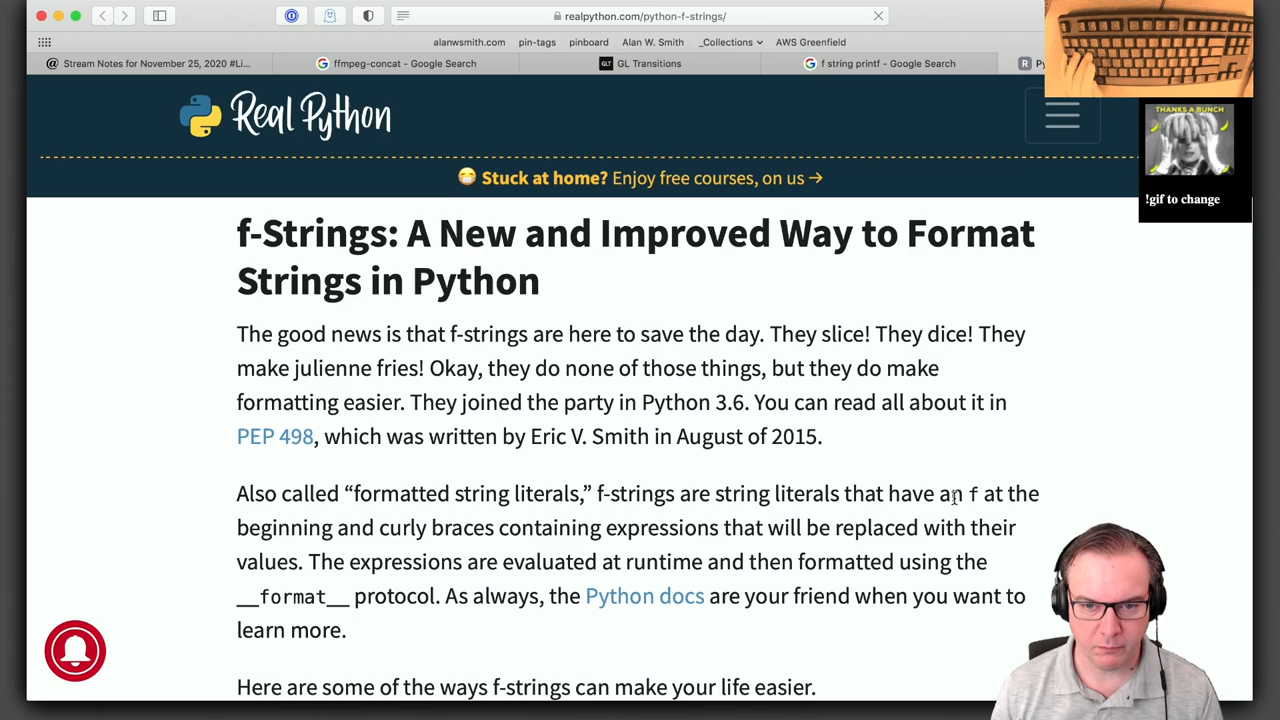 realpython.com/python-f-strings/
alanwsmith.com pin-tags pinboard Alan W. Smith _Collections AWS Greenfield
@ Stream Notes for November 25, 2020 #Li... G ffmpeg-concat - Google Search GLT GL Transitions G f string printf - Google Search R
Real Python
THANKS A BUNCH
!gif to change
Stuck at home? Enjoy free courses, on us →
f-Strings: A New and Improved Way to Format
Strings in Python
The good news is that f-strings are here to save the day. They slice! They dice! They
make julienne fries! Okay, they do none of those things, but they do make
formatting easier. They joined the party in Python 3.6. You can read all about it in
PEP 498, which was written by Eric V. Smith in August of 2015.
Also called “formatted string literals,” f-strings are string literals that have an f at the
beginning and curly braces containing expressions that will be replaced with their
values. The expressions are evaluated at runtime and then formatted using the
__format__ protocol. As always, the Python docs are your friend when you want to
learn more.
Here are some of the ways f-strings can make your life easier.